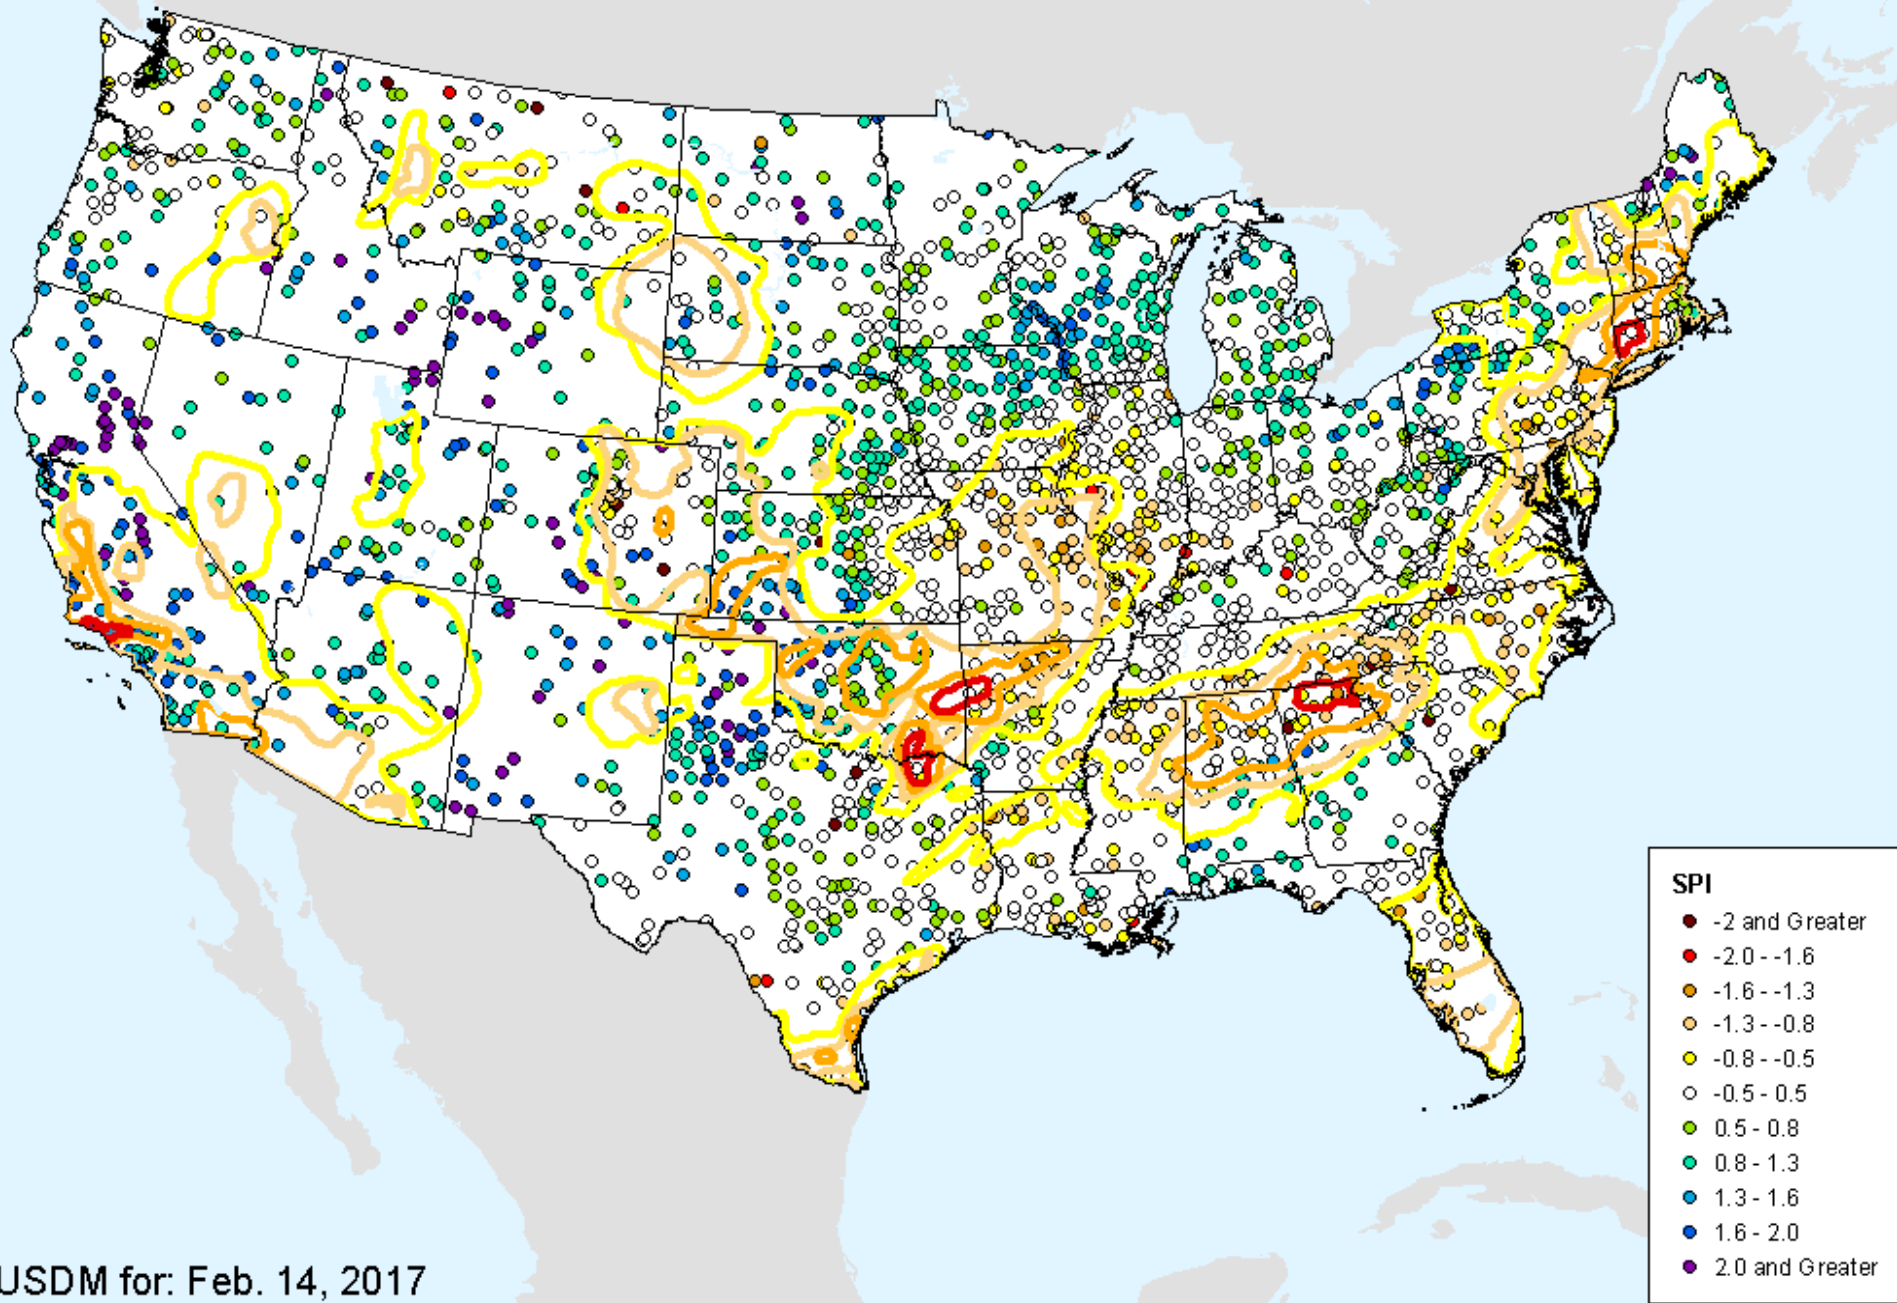 SPI
-2 and Greater
-2.0 - -1.6
-1.6 - -1.3
-1.3 - -0.8
-0.8 - -0.5
-0.5 - 0.5
0.5 - 0.8
0.8 - 1.3
1.3 - 1.6
1.6 - 2.0
2.0 and Greater
USDM for: Feb. 14, 2017